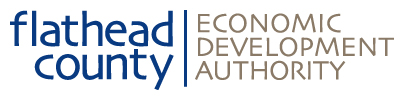 flathead
county
ECONOMIC
DEVELOPMENT
AUTHORITY